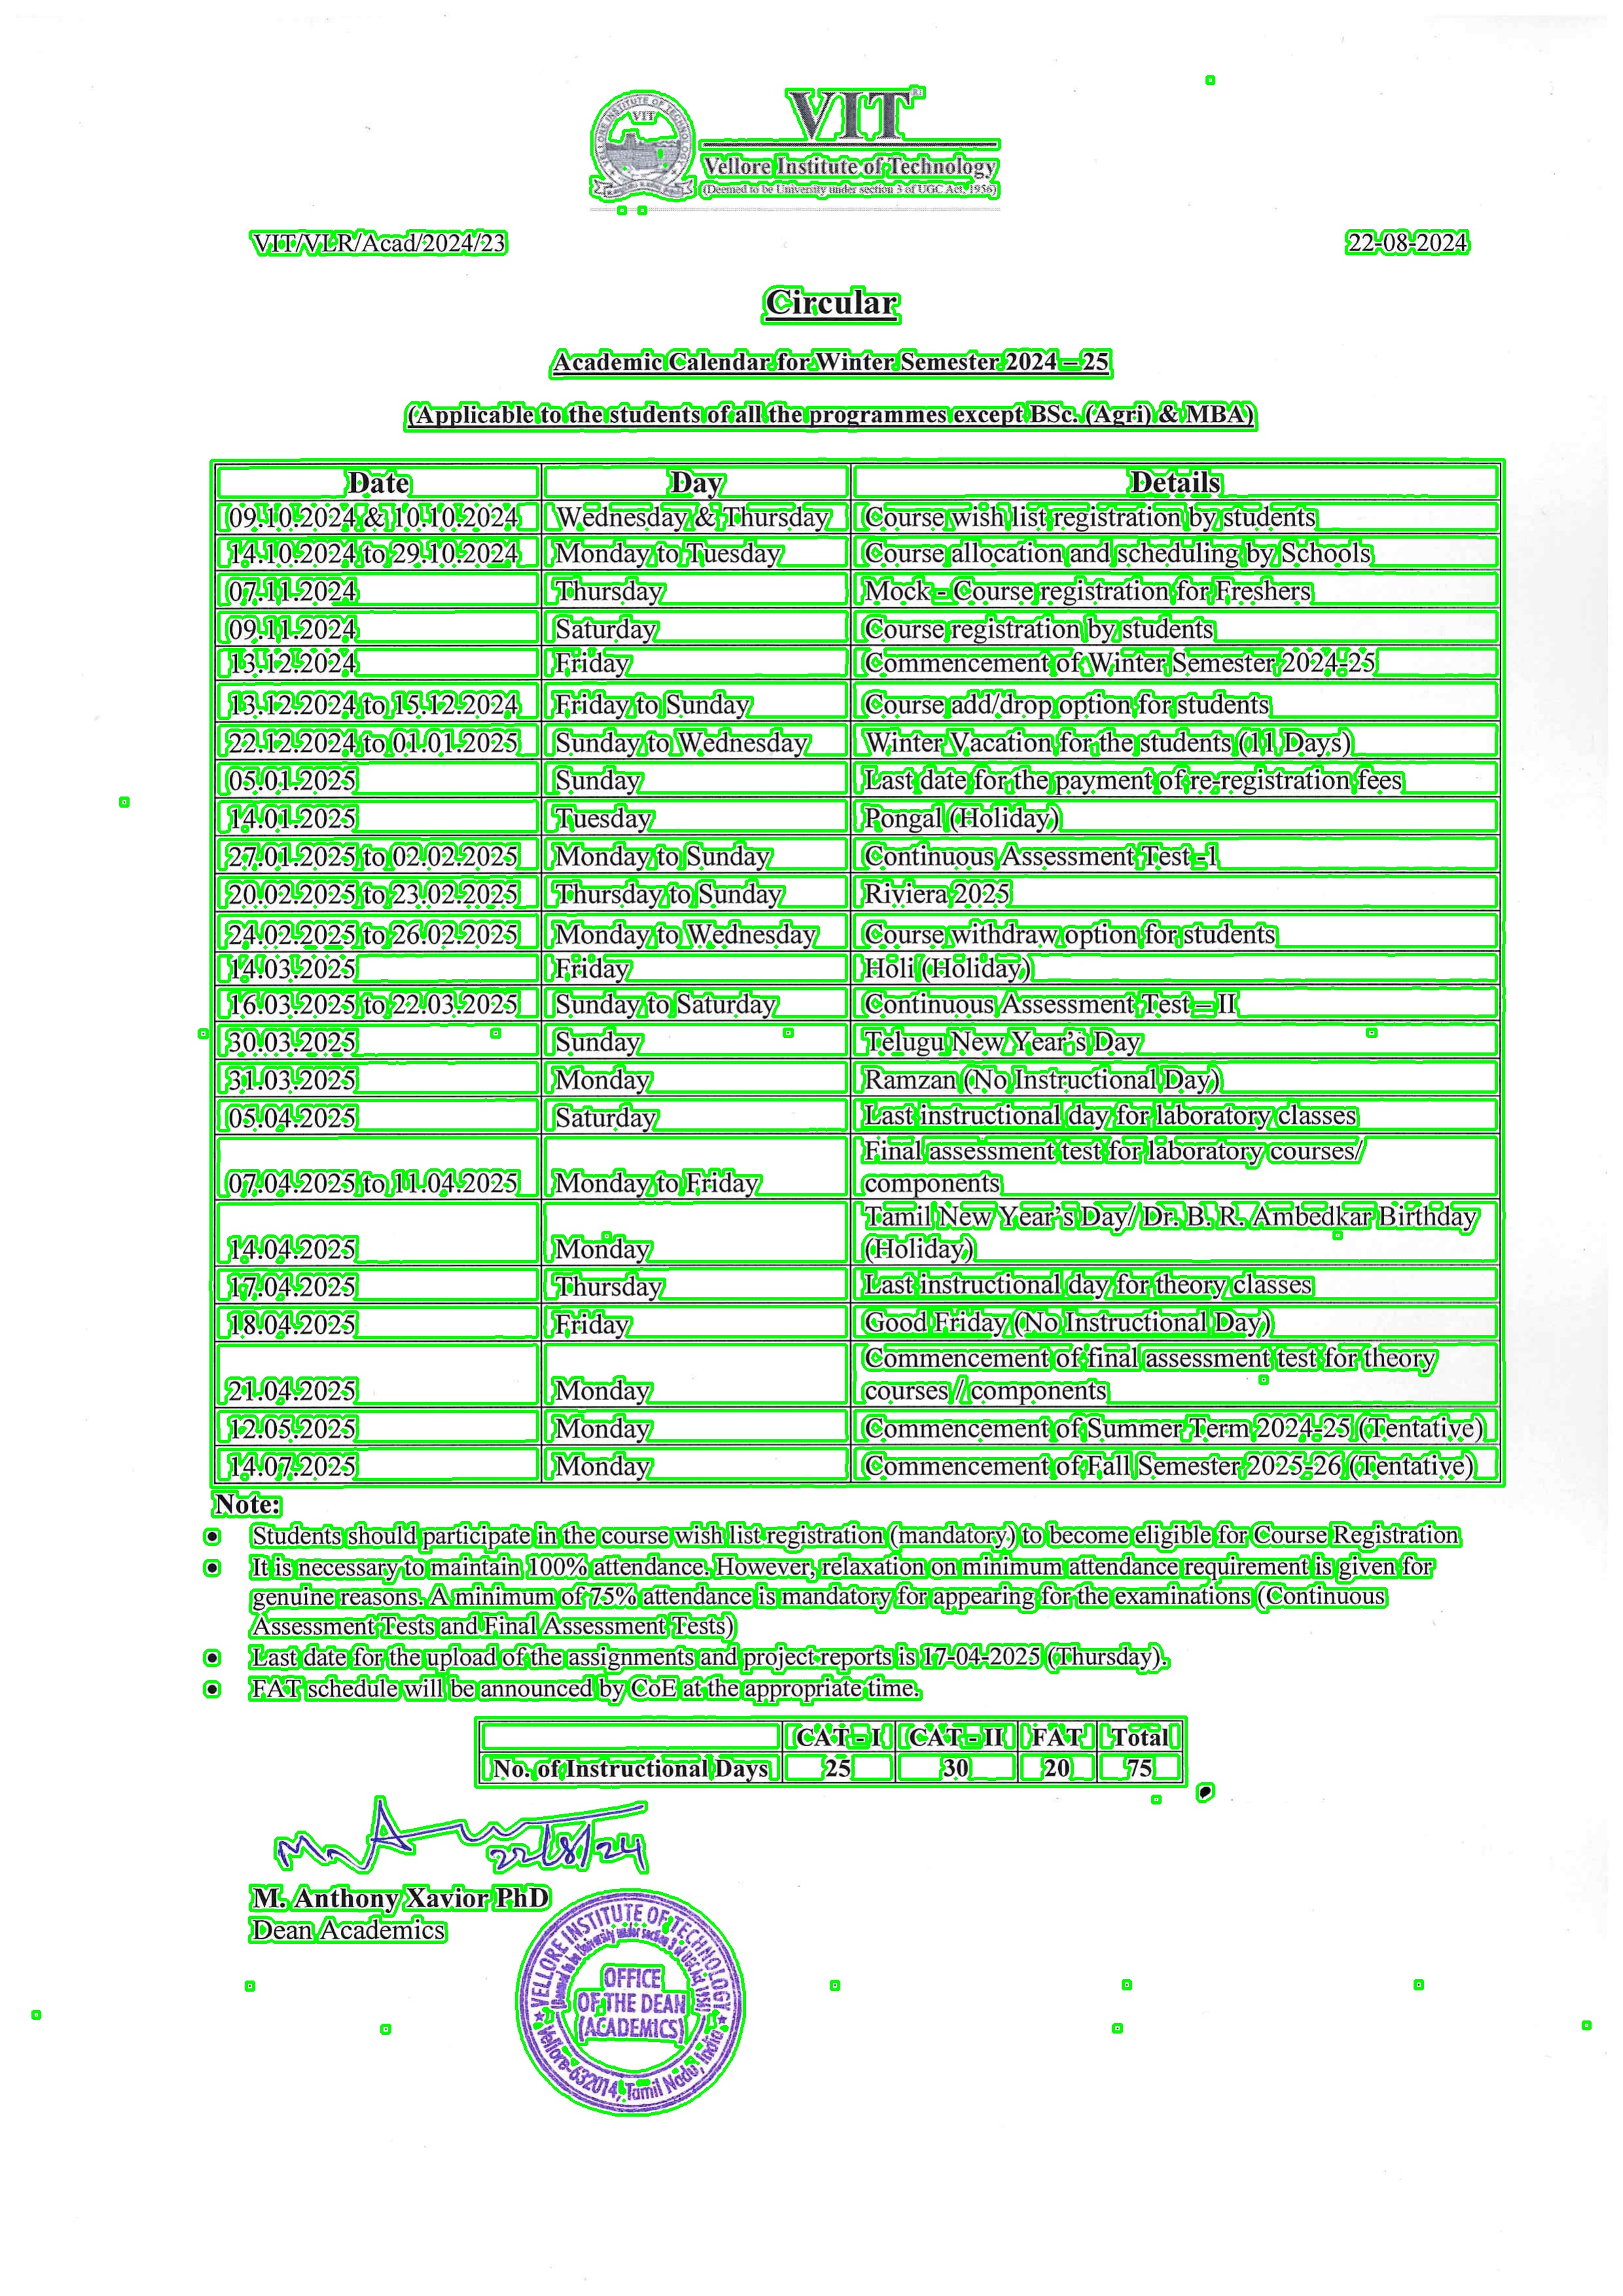 VELLORE INSTITUTE OF TECHNOLOGY
VIT
VIT
Vellore Institute of Technology
(Deemed to be University under section 3 of UGC Act, 1956)
VIT/VLR/Acad/2024/23 22-08-2024
Circular
Academic Calendar for Winter Semester 2024 – 25
(Applicable to the students of all the programmes except BSc. (Agri) & MBA)
Date Day Details
09.10.2024 & 10.10.2024 Wednesday & Thursday Course wish list registration by students
14.10.2024 to 29.10.2024 Monday to Tuesday Course allocation and scheduling by Schools
07.11.2024 Thursday Mock - Course registration for Freshers
09.11.2024 Saturday Course registration by students
13.12.2024 Friday Commencement of Winter Semester 2024-25
13.12.2024 to 15.12.2024 Friday to Sunday Course add/drop option for students
22.12.2024 to 01.01.2025 Sunday to Wednesday Winter Vacation for the students (11 Days)
05.01.2025 Sunday Last date for the payment of re-registration fees
14.01.2025 Tuesday Pongal (Holiday)
27.01.2025 to 02.02.2025 Monday to Sunday Continuous Assessment Test -I
20.02.2025 to 23.02.2025 Thursday to Sunday Riviera 2025
24.02.2025 to 26.02.2025 Monday to Wednesday Course withdraw option for students
14.03.2025 Friday Holi (Holiday)
16.03.2025 to 22.03.2025 Sunday to Saturday Continuous Assessment Test – II
30.03.2025 Sunday Telugu New Year's Day
31.03.2025 Monday Ramzan (No Instructional Day)
05.04.2025 Saturday Last instructional day for laboratory classes
Final assessment test for laboratory courses/
07.04.2025 to 11.04.2025 Monday to Friday components
Tamil New Year's Day/ Dr. B. R. Ambedkar Birthday
14.04.2025 Monday (Holiday)
17.04.2025 Thursday Last instructional day for theory classes
18.04.2025 Friday Good Friday (No Instructional Day)
Commencement of final assessment test for theory
21.04.2025 Monday courses / components
12.05.2025 Monday Commencement of Summer Term 2024-25 (Tentative)
14.07.2025 Monday Commencement of Fall Semester 2025-26 (Tentative)
Note:
• Students should participate in the course wish list registration (mandatory) to become eligible for Course Registration
• It is necessary to maintain 100% attendance. However, relaxation on minimum attendance requirement is given for
genuine reasons. A minimum of 75% attendance is mandatory for appearing for the examinations (Continuous
Assessment Tests and Final Assessment Tests)
• Last date for the upload of the assignments and project reports is 17-04-2025 (Thursday).
• FAT schedule will be announced by CoE at the appropriate time.
CAT - I CAT - II FAT Total
No. of Instructional Days 25 30 20 75
22/8/24
M. Anthony Xavior PhD
Dean Academics
VELLORE INSTITUTE OF TECHNOLOGY
(Deemed to be University under section 3 of UGC Act, 1956)
OFFICE
OF THE DEAN
(ACADEMICS)
Vellore-632014, Tamil Nadu, India